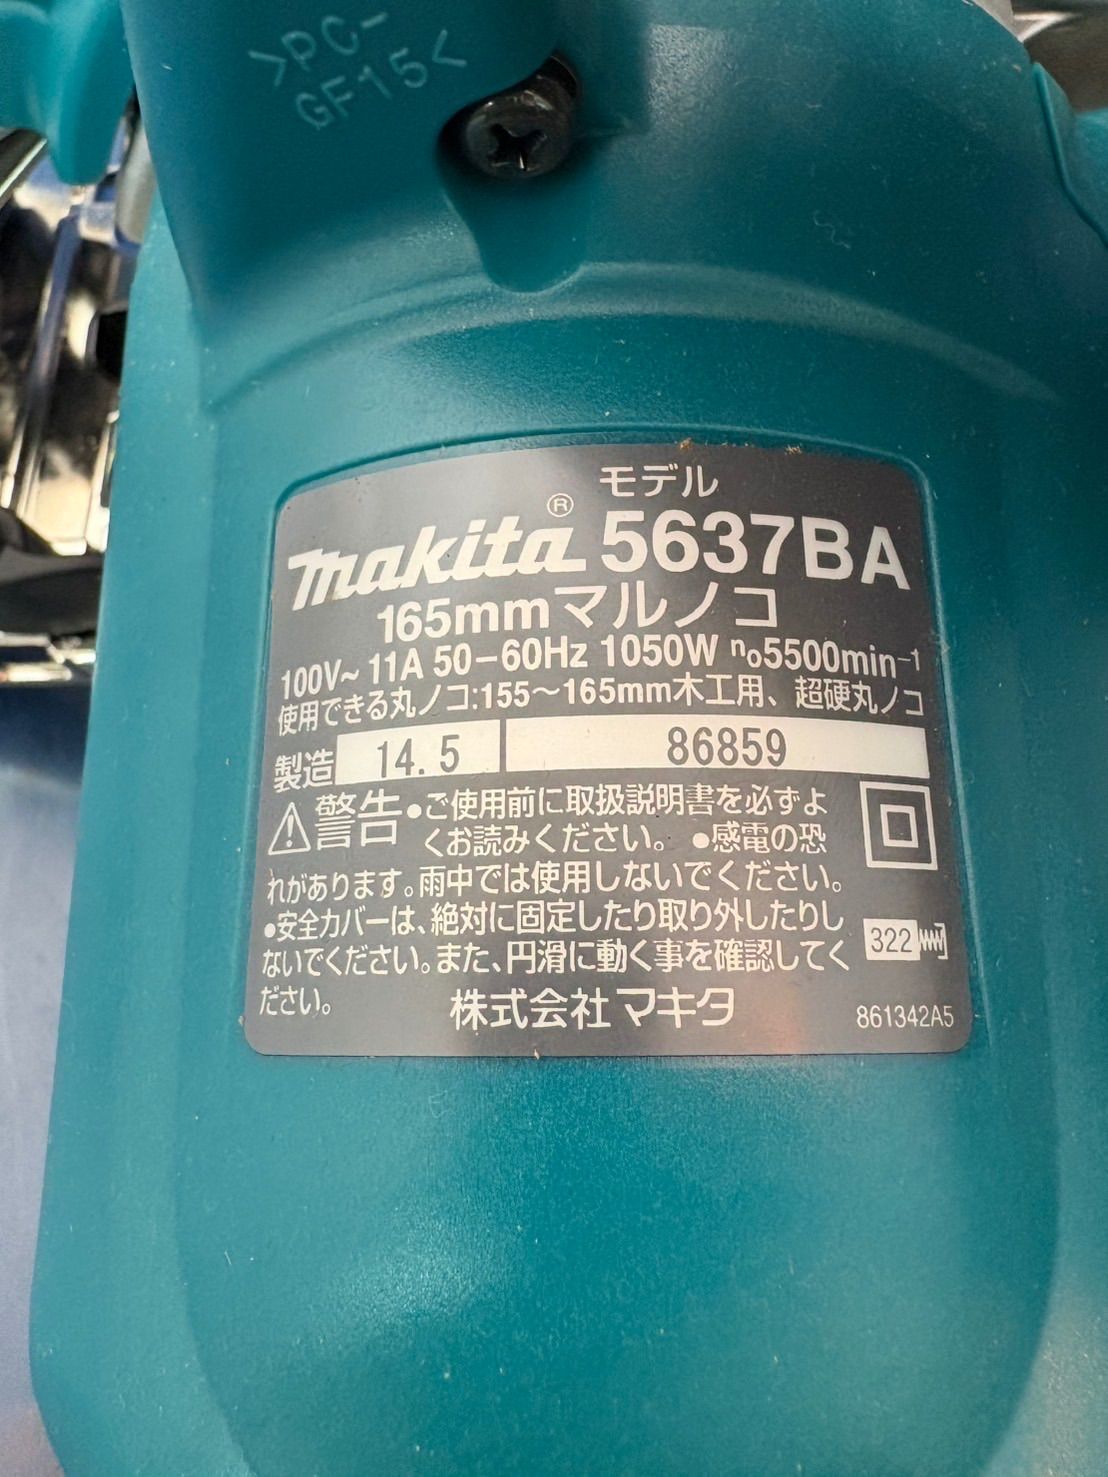 >PC-
GF15<
モデル
makita® 5637BA
165mmマルノコ
100V~ 11A 50-60Hz 1050W n₀5500min⁻¹
使用できる丸ノコ:155～165mm木工用、超硬丸ノコ
製造 14.5 86859
⚠警告 ●ご使用前に取扱説明書を必ずよ
くお読みください。 ●感電の恐
れがあります。雨中では使用しないでください。
●安全カバーは、絶対に固定したり取り外したりし
ないでください。また、円滑に動く事を確認してく
ださい。
322
株式会社 マキタ
861342A5